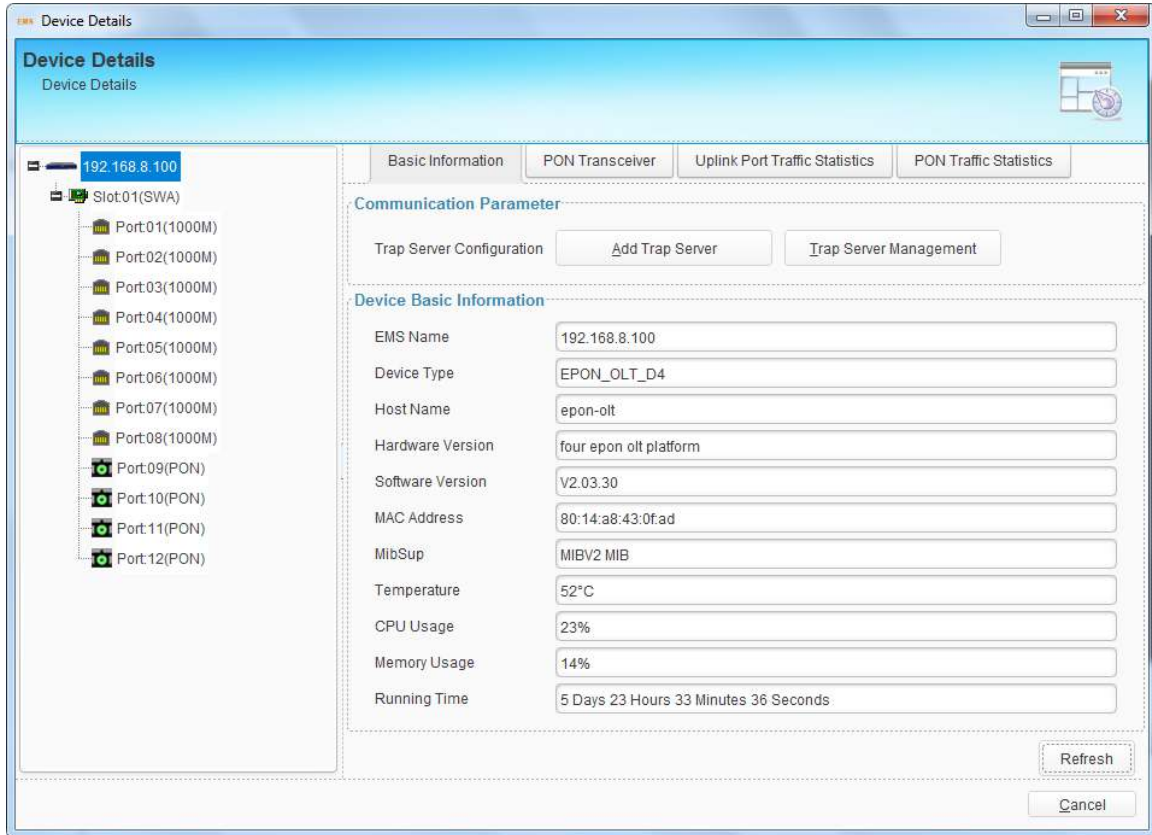 EMS Device Details
Device Details
Device Details
192.168.8.100
Slot:01(SWA)
Port:01(1000M)
Port:02(1000M)
Port:03(1000M)
Port:04(1000M)
Port:05(1000M)
Port:06(1000M)
Port:07(1000M)
Port:08(1000M)
Port:09(PON)
Port:10(PON)
Port:11(PON)
Port:12(PON)
Basic Information PON Transceiver Uplink Port Traffic Statistics PON Traffic Statistics
Communication Parameter
Trap Server Configuration Add Trap Server Trap Server Management
Device Basic Information
EMS Name 192.168.8.100
Device Type EPON_OLT_D4
Host Name epon-olt
Hardware Version four epon olt platform
Software Version V2.03.30
MAC Address 80:14:a8:43:0f:ad
MibSup MIBV2 MIB
Temperature 52°C
CPU Usage 23%
Memory Usage 14%
Running Time 5 Days 23 Hours 33 Minutes 36 Seconds
Refresh
Cancel